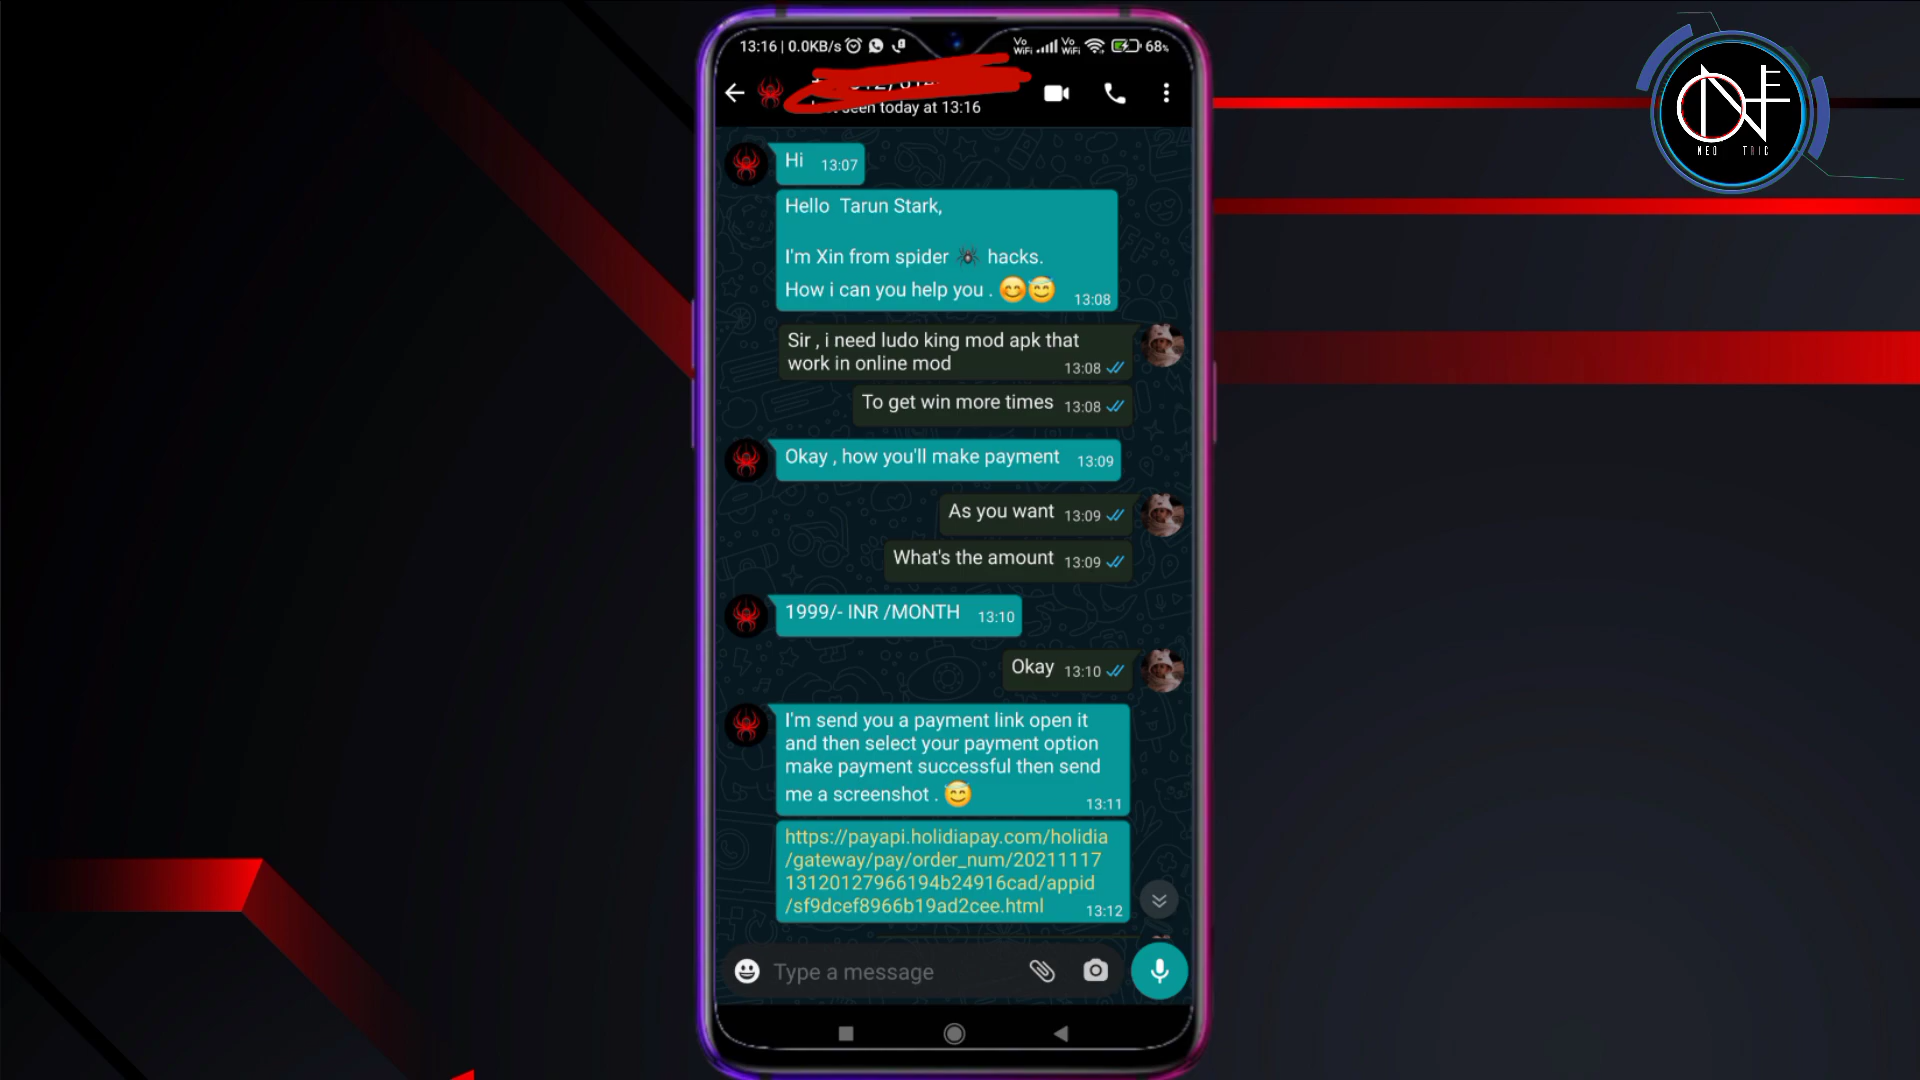 13:16 | 0.0KB/s
Vo
WiFi
Vo
WiFi
68%
seen today at 13:16
NEO TRIC
Hi 13:07
Hello Tarun Stark,
I'm Xin from spider 🕷 hacks.
How i can you help you . 😊😅 13:08
Sir , i need ludo king mod apk that
work in online mod 13:08
To get win more times 13:08
Okay , how you'll make payment 13:09
As you want 13:09
What's the amount 13:09
1999/- INR /MONTH 13:10
Okay 13:10
I'm send you a payment link open it
and then select your payment option
make payment successful then send
me a screenshot . 😅 13:11
https://payapi.holidiapay.com/holidia
/gateway/pay/order_num/20211117
13120127966194b24916cad/appid
/sf9dcef8966b19ad2cee.html 13:12
Type a message